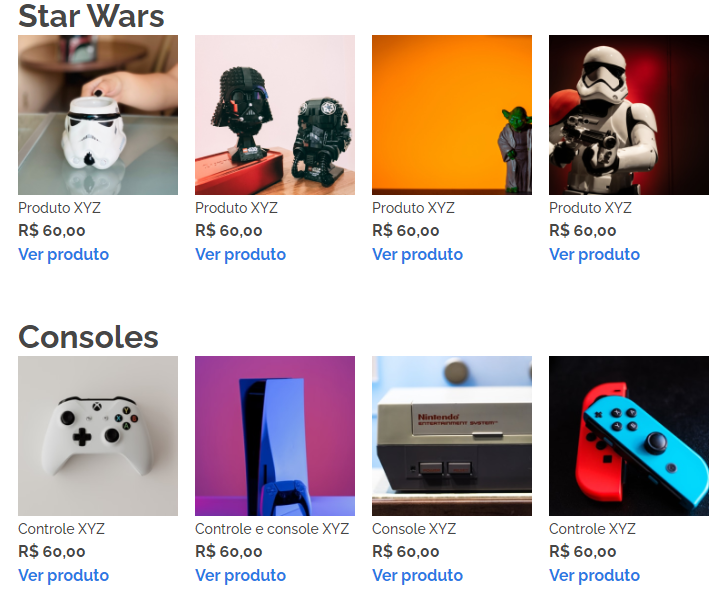 Star Wars
Produto XYZ
Produto XYZ
Produto XYZ
Produto XYZ
R$ 60,00
R$ 60,00
R$ 60,00
R$ 60,00
Ver produto
Ver produto
Ver produto
Ver produto
Consoles
Nintendo
ENTERTAINMENT SYSTEM™
Controle XYZ
Controle e console XYZ
Console XYZ
Controle XYZ
R$ 60,00
R$ 60,00
R$ 60,00
R$ 60,00
Ver produto
Ver produto
Ver produto
Ver produto